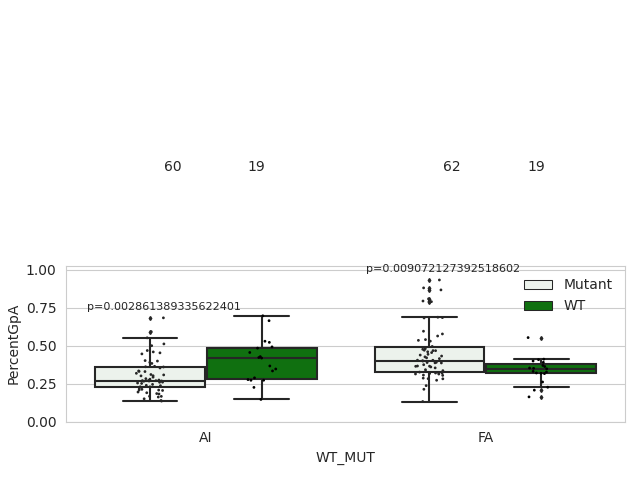 60 19 62 19
1.00
p=0.009072127392518602
Mutant
0.75
p=0.002861389335622401
WT
PercentGpA
0.50
0.25
0.00
AI FA
WT_MUT